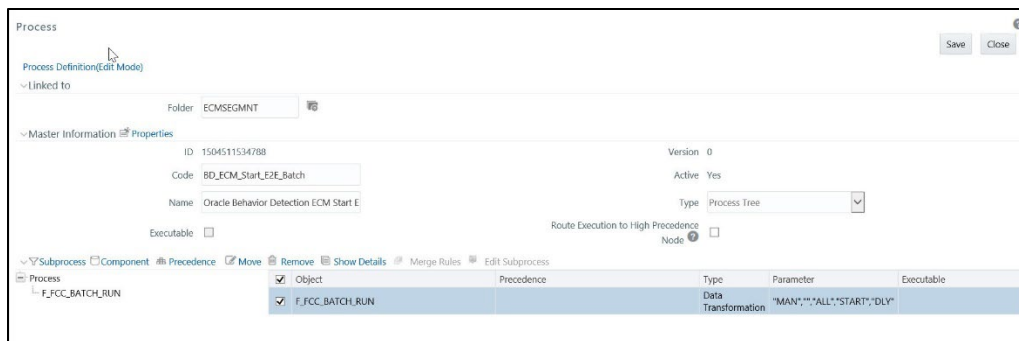 Process
Save Close
Process Definition(Edit Mode)
Linked to
Folder ECMSEGMNT
Master Information Properties
ID 1504511534788 Version 0
Code BD_ECM_Start_E2E_Batch Active Yes
Name Oracle Behavior Detection ECM Start E Type Process Tree
Executable Route Execution to High Precedence
Node
Subprocess Component Precedence Move Remove Show Details Merge Rules Edit Subprocess
Process Object Precedence Type Parameter Executable
F_FCC_BATCH_RUN F_FCC_BATCH_RUN Data
Transformation "MAN","","ALL","START","DLY"